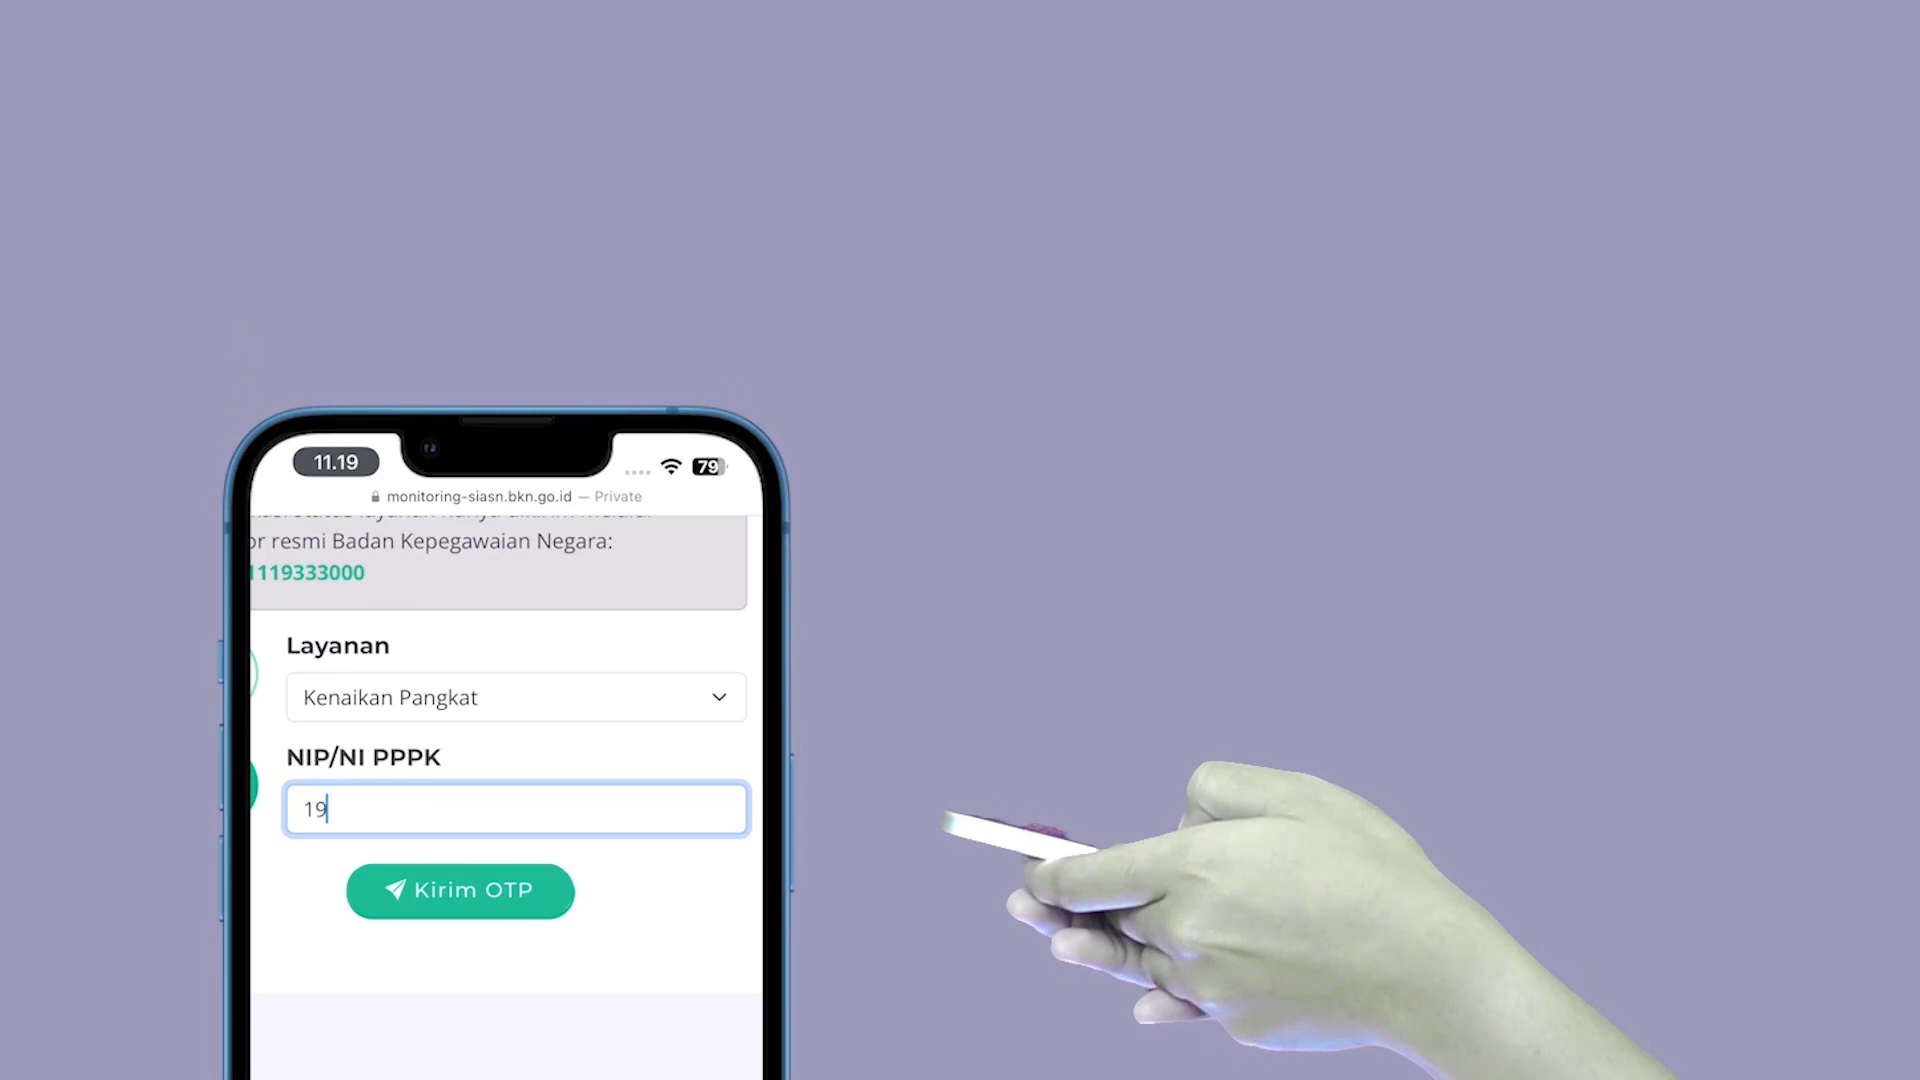 11.19
79
monitoring-siasn.bkn.go.id — Private
resmi Badan Kepegawaian Negara:
1119333000
Layanan
Kenaikan Pangkat
NIP/NI PPPK
19
Kirim OTP